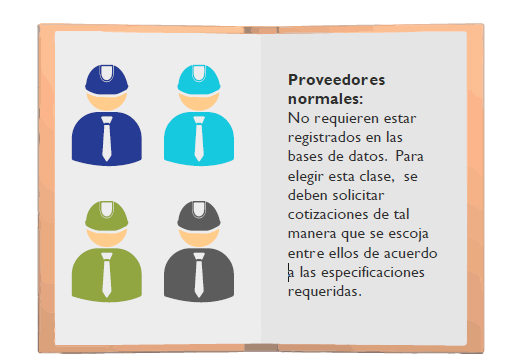 Proveedores
normales:
No requieren estar
registrados en las
bases de datos. Para
elegir esta clase, se
deben solicitar
cotizaciones de tal
manera que se escoja
entre ellos de acuerdo
a las especificaciones
requeridas.